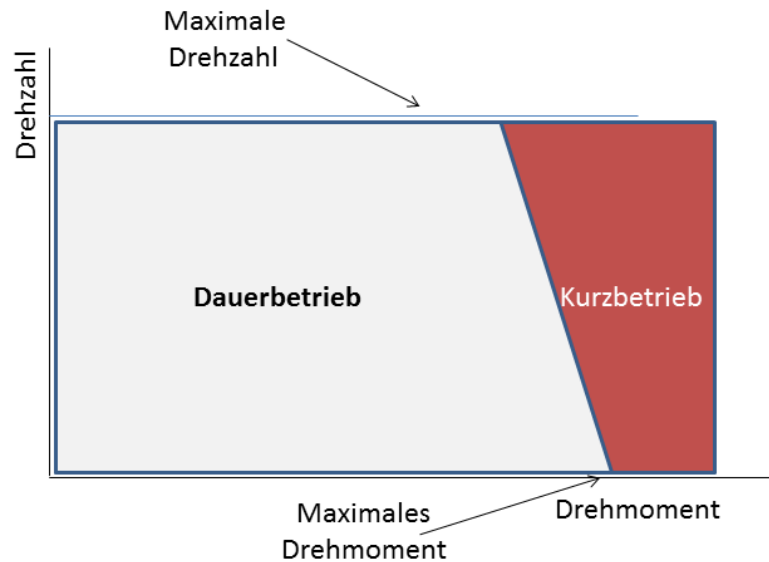 Maximale
Drehzahl
Drehzahl
Dauerbetrieb
Kurzbetrieb
Maximales
Drehmoment
Drehmoment